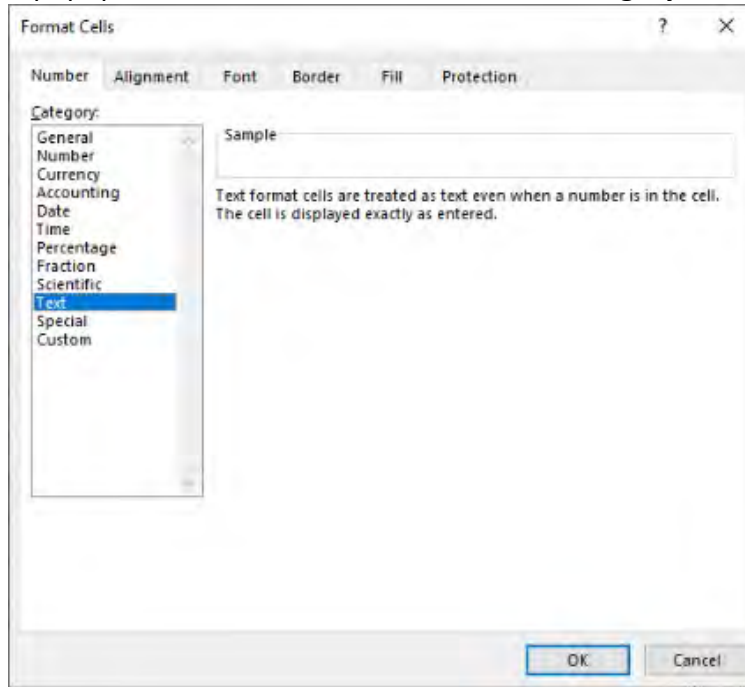 Format Cells ? ×
Number Alignment Font Border Fill Protection
Category:
General
Number
Currency
Accounting
Date
Time
Percentage
Fraction
Scientific
Text
Special
Custom
Sample
Text format cells are treated as text even when a number is in the cell.
The cell is displayed exactly as entered.
OK Cancel